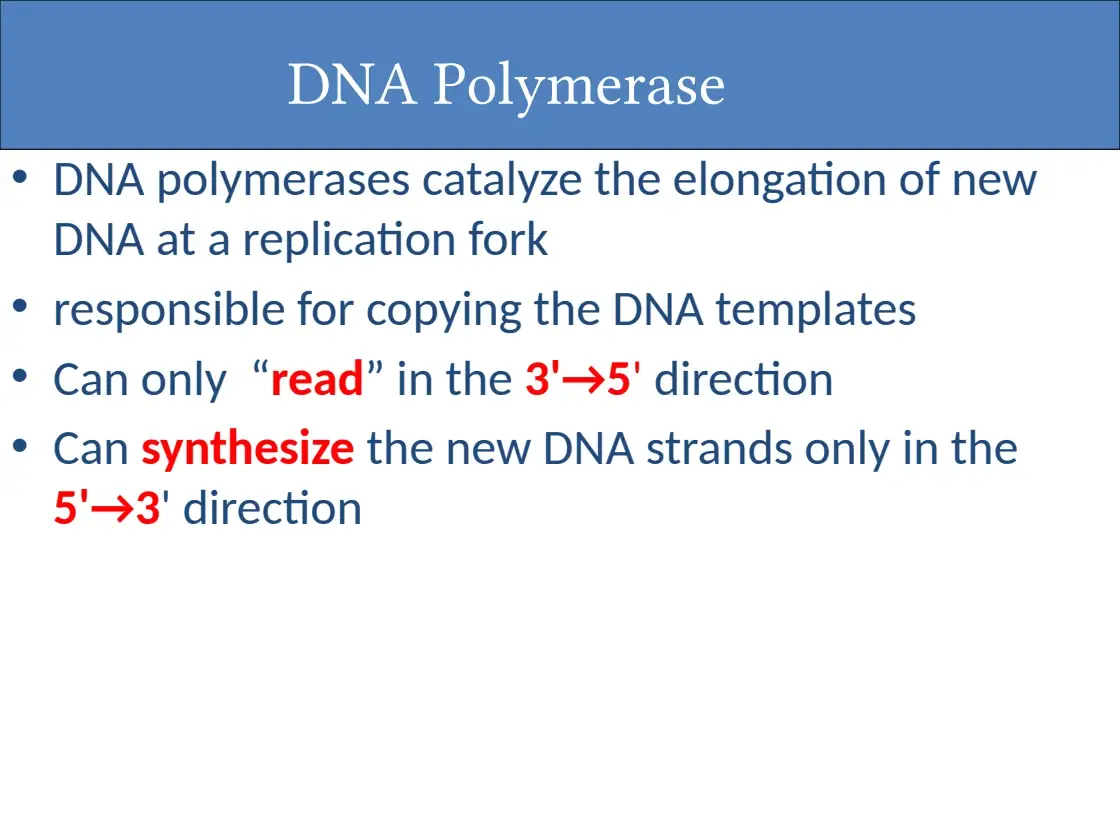 DNA Polymerase
• DNA polymerases catalyze the elongation of new
DNA at a replication fork
• responsible for copying the DNA templates
• Can only  “read” in the 3'→5' direction
• Can synthesize the new DNA strands only in the
5'→3' direction